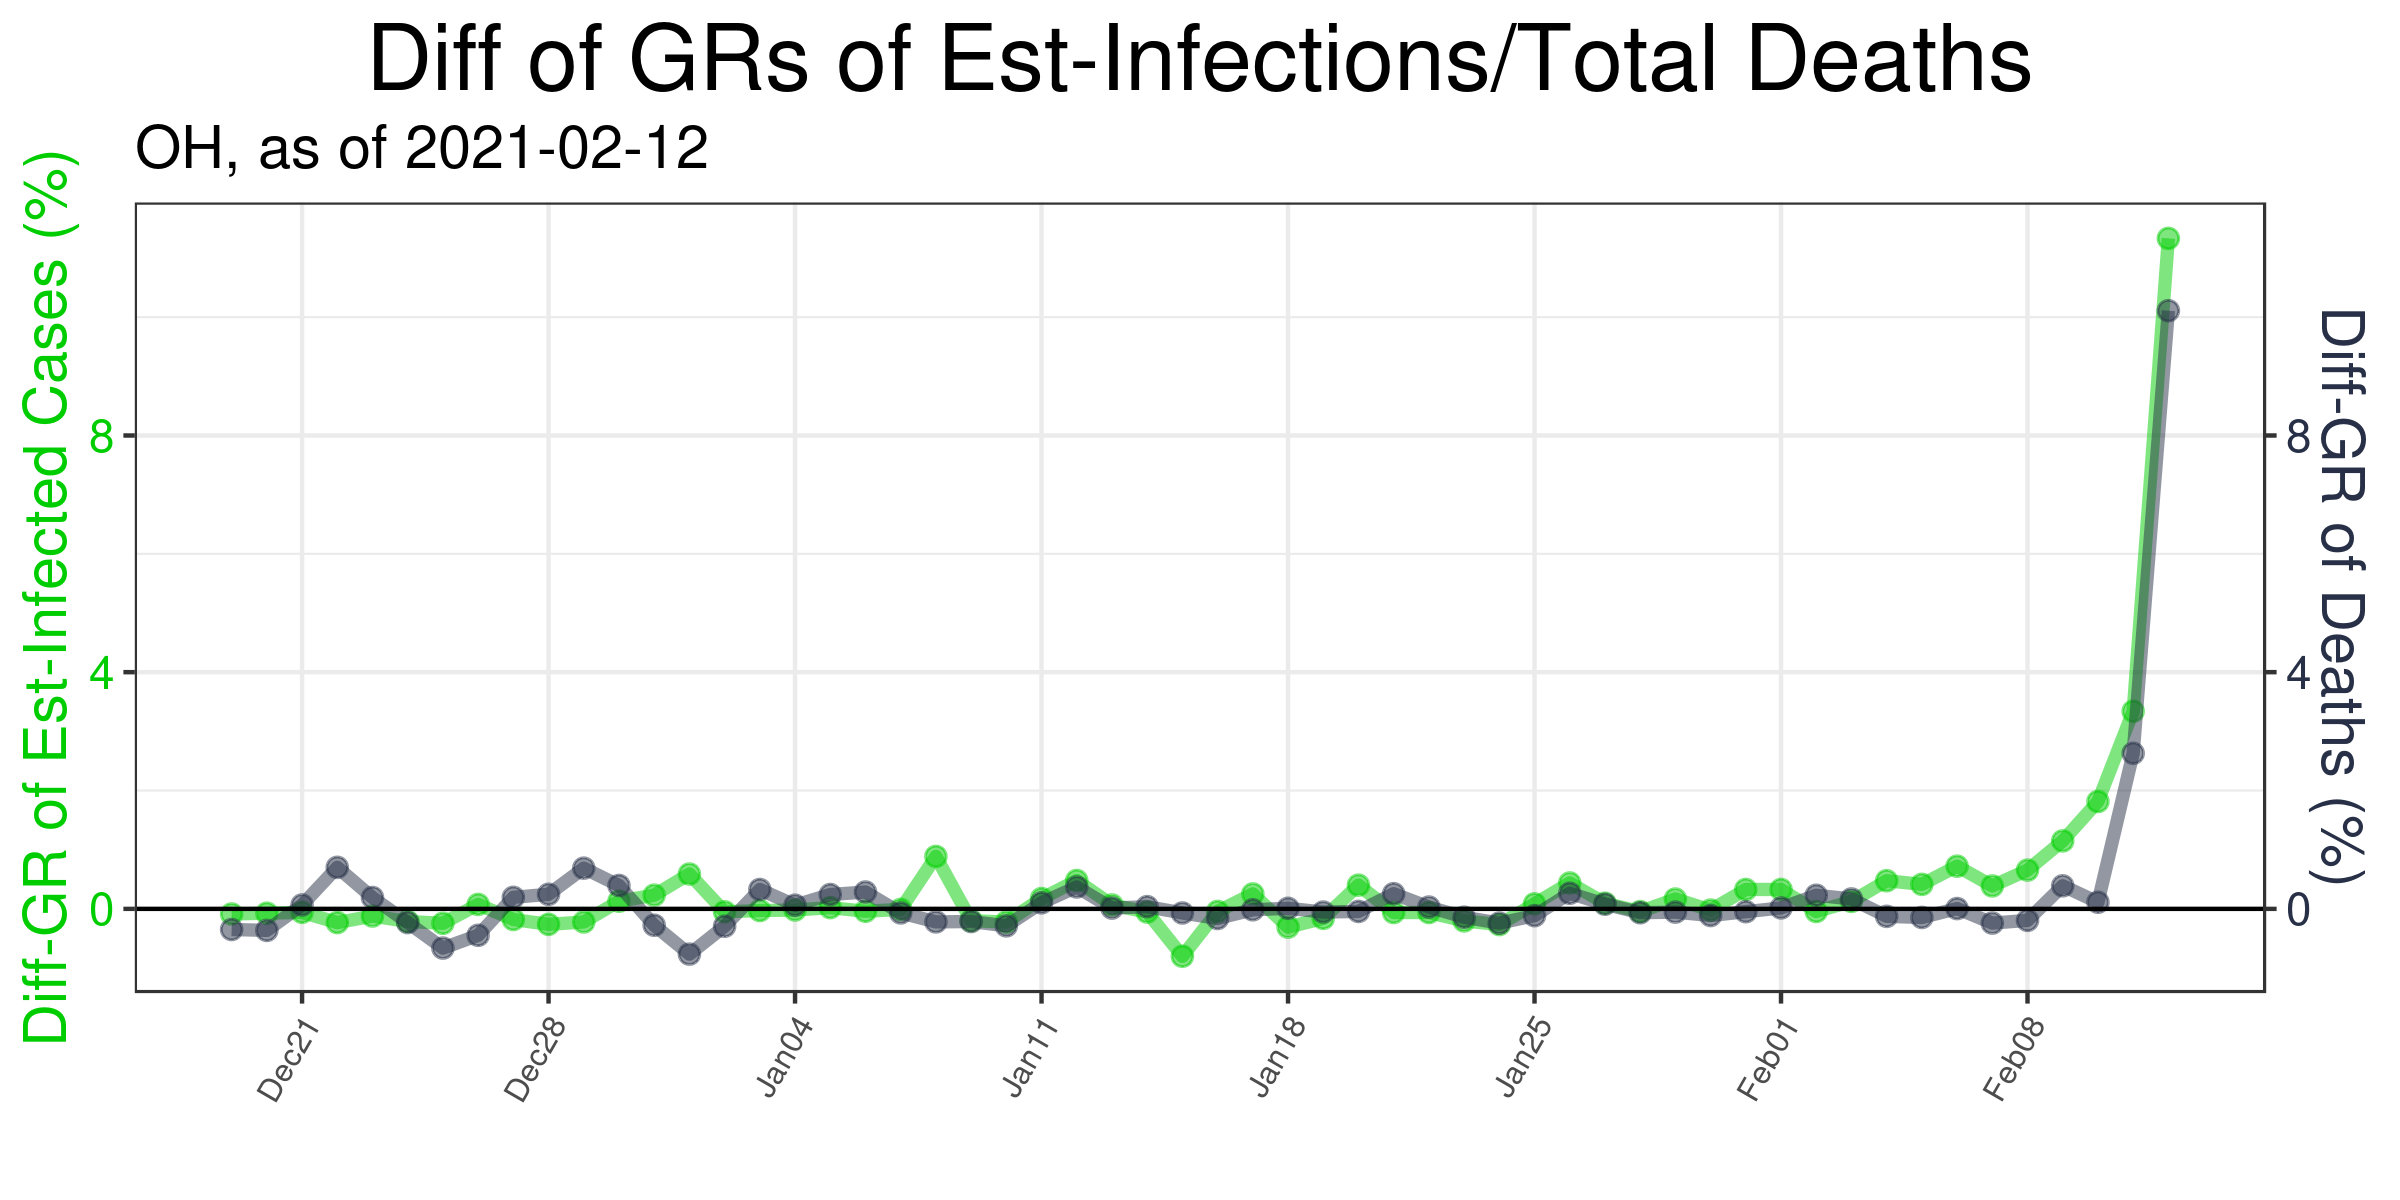 Diff of GRs of Est-Infections/Total Deaths
OH, as of 2021-02-12
Diff-GR of Est-Infected Cases (%)
8
4
0
8
4
0
Diff-GR of Deaths (%)
Dec21
Dec28
Jan04
Jan11
Jan18
Jan25
Feb01
Feb08